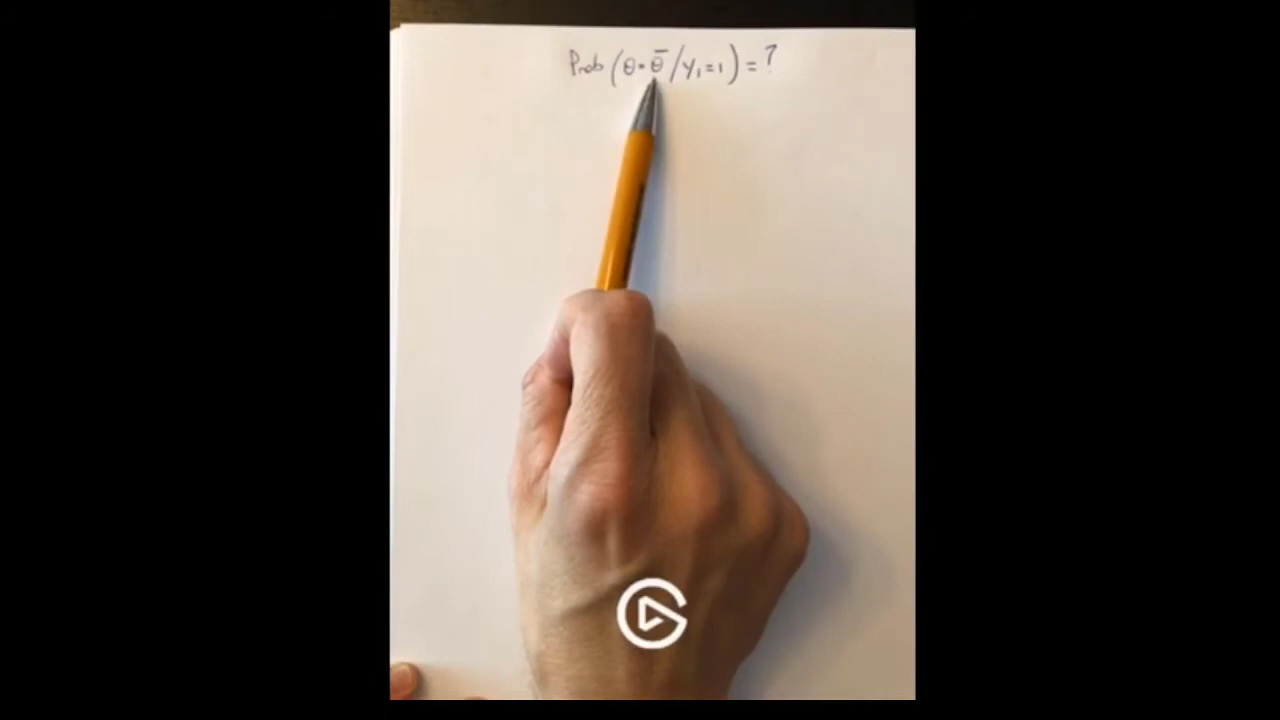 Prob (θ = θ̄ / y₁ = 1) = ?